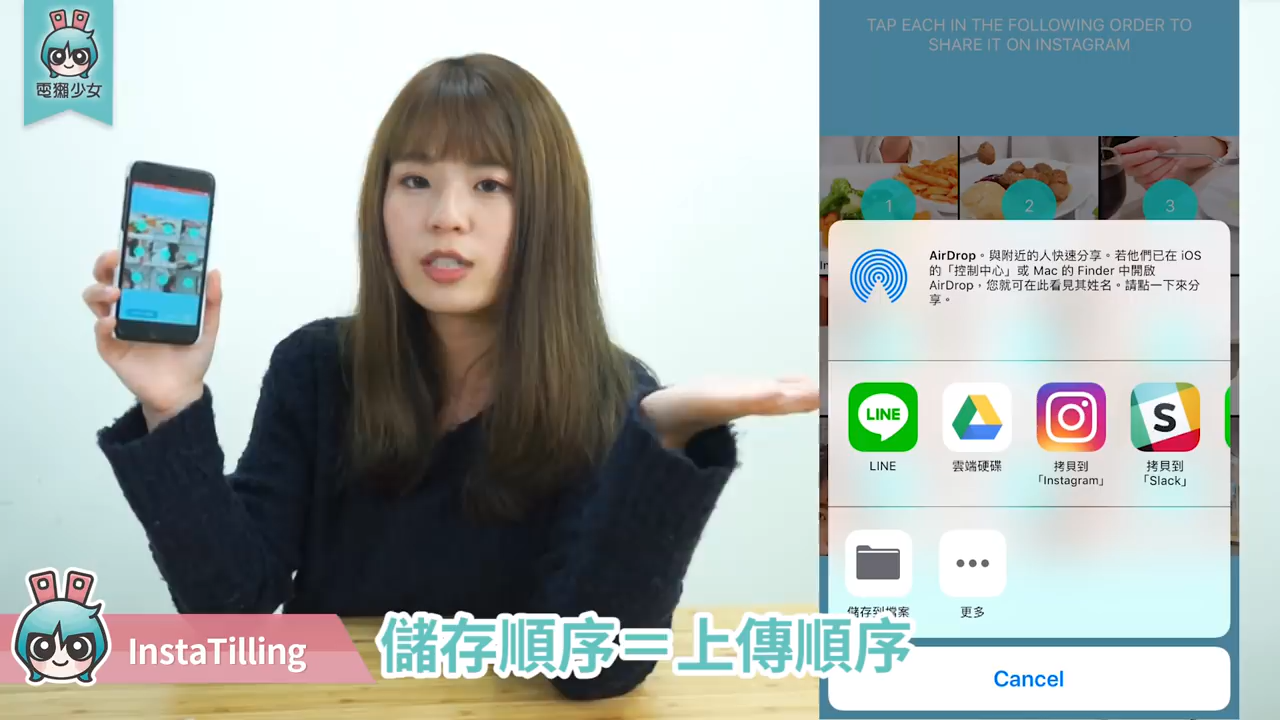 電獺少女
TAP EACH IN THE FOLLOWING ORDER TO
SHARE IT ON INSTAGRAM
1
2
3
AirDrop。與附近的人快速分享。若他們已在 iOS
的「控制中心」或 Mac 的 Finder 中開啟
AirDrop，您就可在此看見其姓名。請點一下來分
享。
LINE
LINE
雲端硬碟
拷貝到
「Instagram」
S
拷貝到
「Slack」
儲存到檔案
更多
Cancel
InstaTilling
儲存順序＝上傳順序